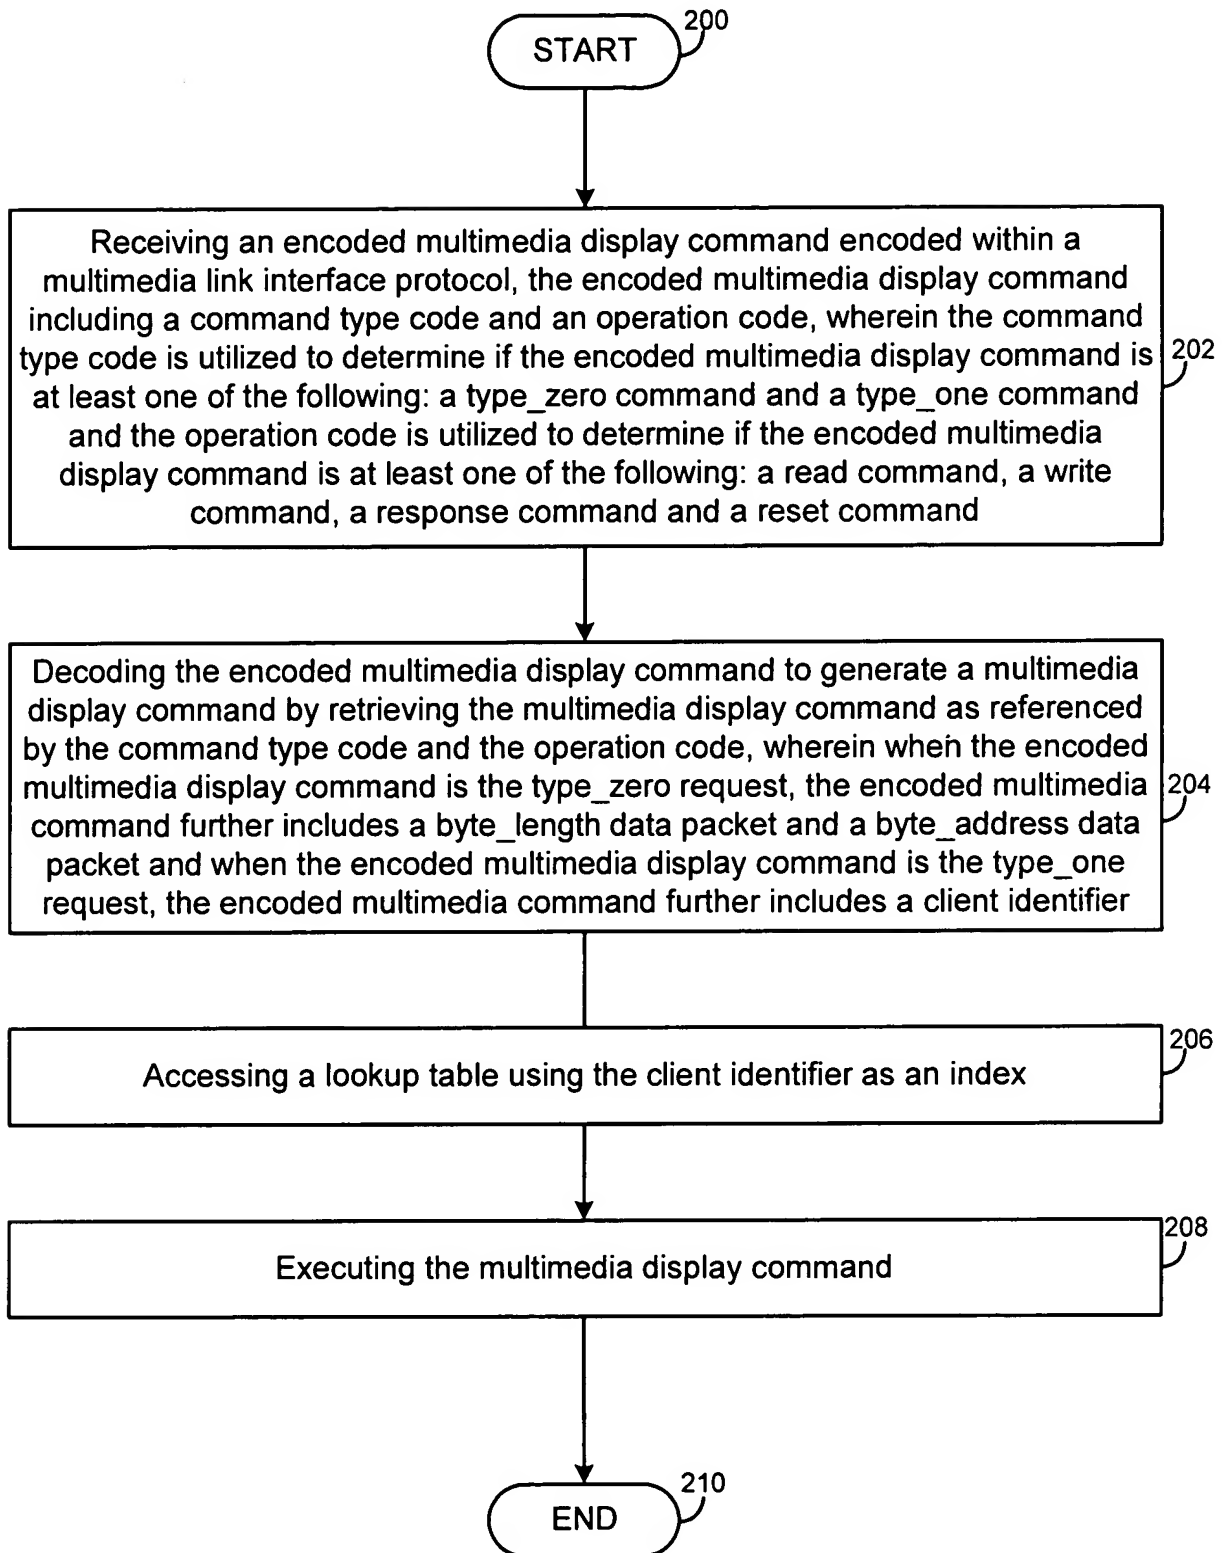 200
START
Receiving an encoded multimedia display command encoded within a
multimedia link interface protocol, the encoded multimedia display command
including a command type code and an operation code, wherein the command
type code is utilized to determine if the encoded multimedia display command is
at least one of the following: a type_zero command and a type_one command
and the operation code is utilized to determine if the encoded multimedia
display command is at least one of the following: a read command, a write
command, a response command and a reset command
202
Decoding the encoded multimedia display command to generate a multimedia
display command by retrieving the multimedia display command as referenced
by the command type code and the operation code, wherein when the encoded
multimedia display command is the type_zero request, the encoded multimedia
command further includes a byte_length data packet and a byte_address data
packet and when the encoded multimedia display command is the type_one
request, the encoded multimedia command further includes a client identifier
204
Accessing a lookup table using the client identifier as an index
206
Executing the multimedia display command
208
END
210